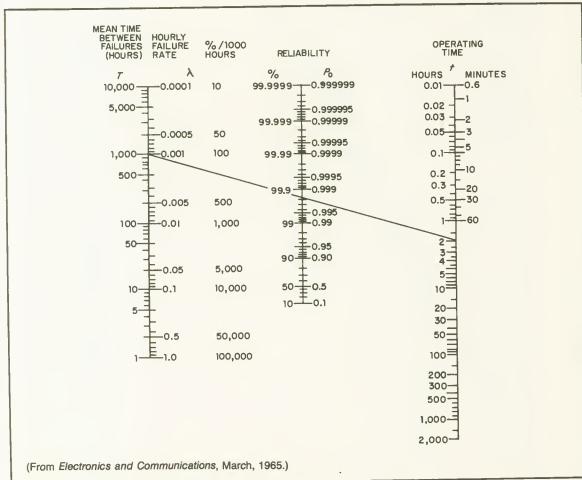 MEAN TIME BETWEEN FAILURES (HOURS)
HOURLY FAILURE RATE
%/1000 HOURS
RELIABILITY
OPERATING TIME
T λ % P₀ t
HOURS MINUTES
10,000 0.0001 10 99.9999 0.999999 0.01 0.6
5,000 1
0.999995 0.02
99.999 0.99999 0.03 2
0.0005 50 0.05 3
0.99995 5
1,000 0.001 100 99.99 0.9999 0.1
10
500 0.9995 0.2
99.9 0.999 0.3 20
0.005 500 0.5 30
0.995
100 0.01 1,000 99 0.99 1 60
50 0.95 2
90 0.90 3
4
0.05 5,000 5
10 0.1 10,000 50 0.5 10
10 0.1
5 20
30
0.5 50,000 50
1 1.0 100,000 100
200
300
500
1,000
2,000
(From Electronics and Communications, March, 1965.)